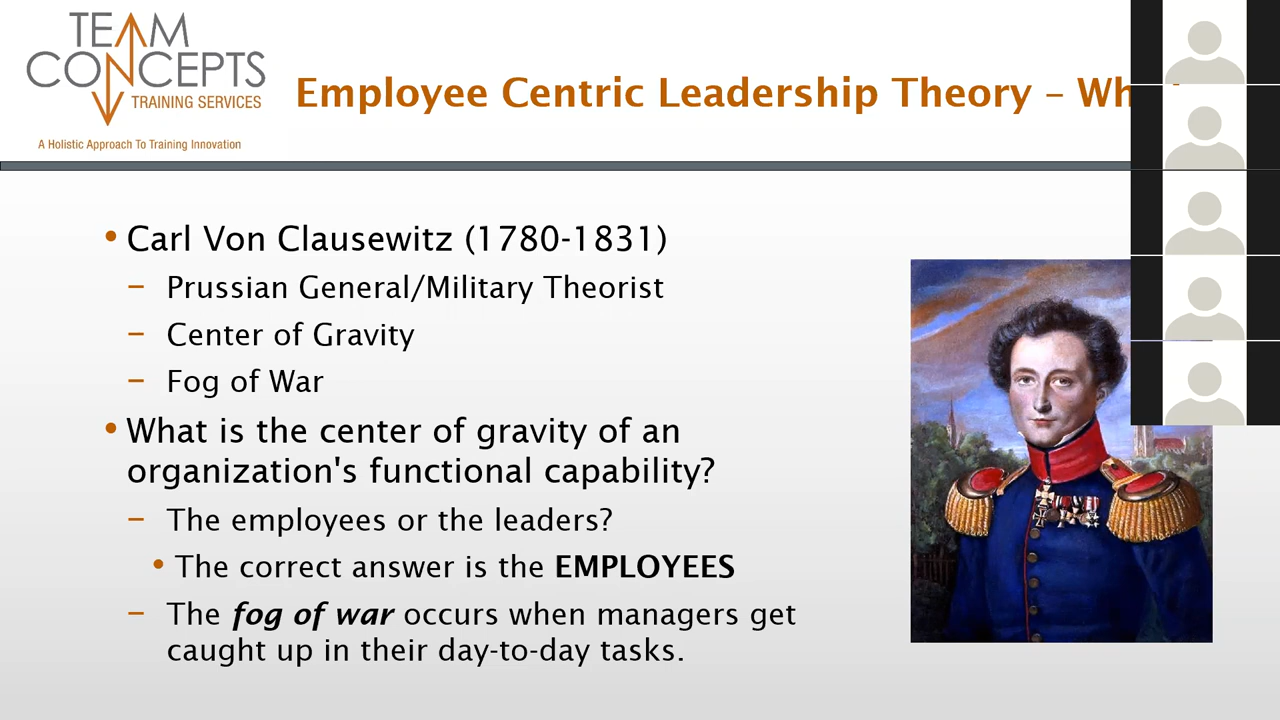 TEAM
CONCEPTS
TRAINING SERVICES
A Holistic Approach To Training Innovation
Employee Centric Leadership Theory –
• Carl Von Clausewitz (1780-1831)
– Prussian General/Military Theorist
– Center of Gravity
– Fog of War
• What is the center of gravity of an
organization's functional capability?
– The employees or the leaders?
• The correct answer is the EMPLOYEES
– The fog of war occurs when managers get
caught up in their day-to-day tasks.